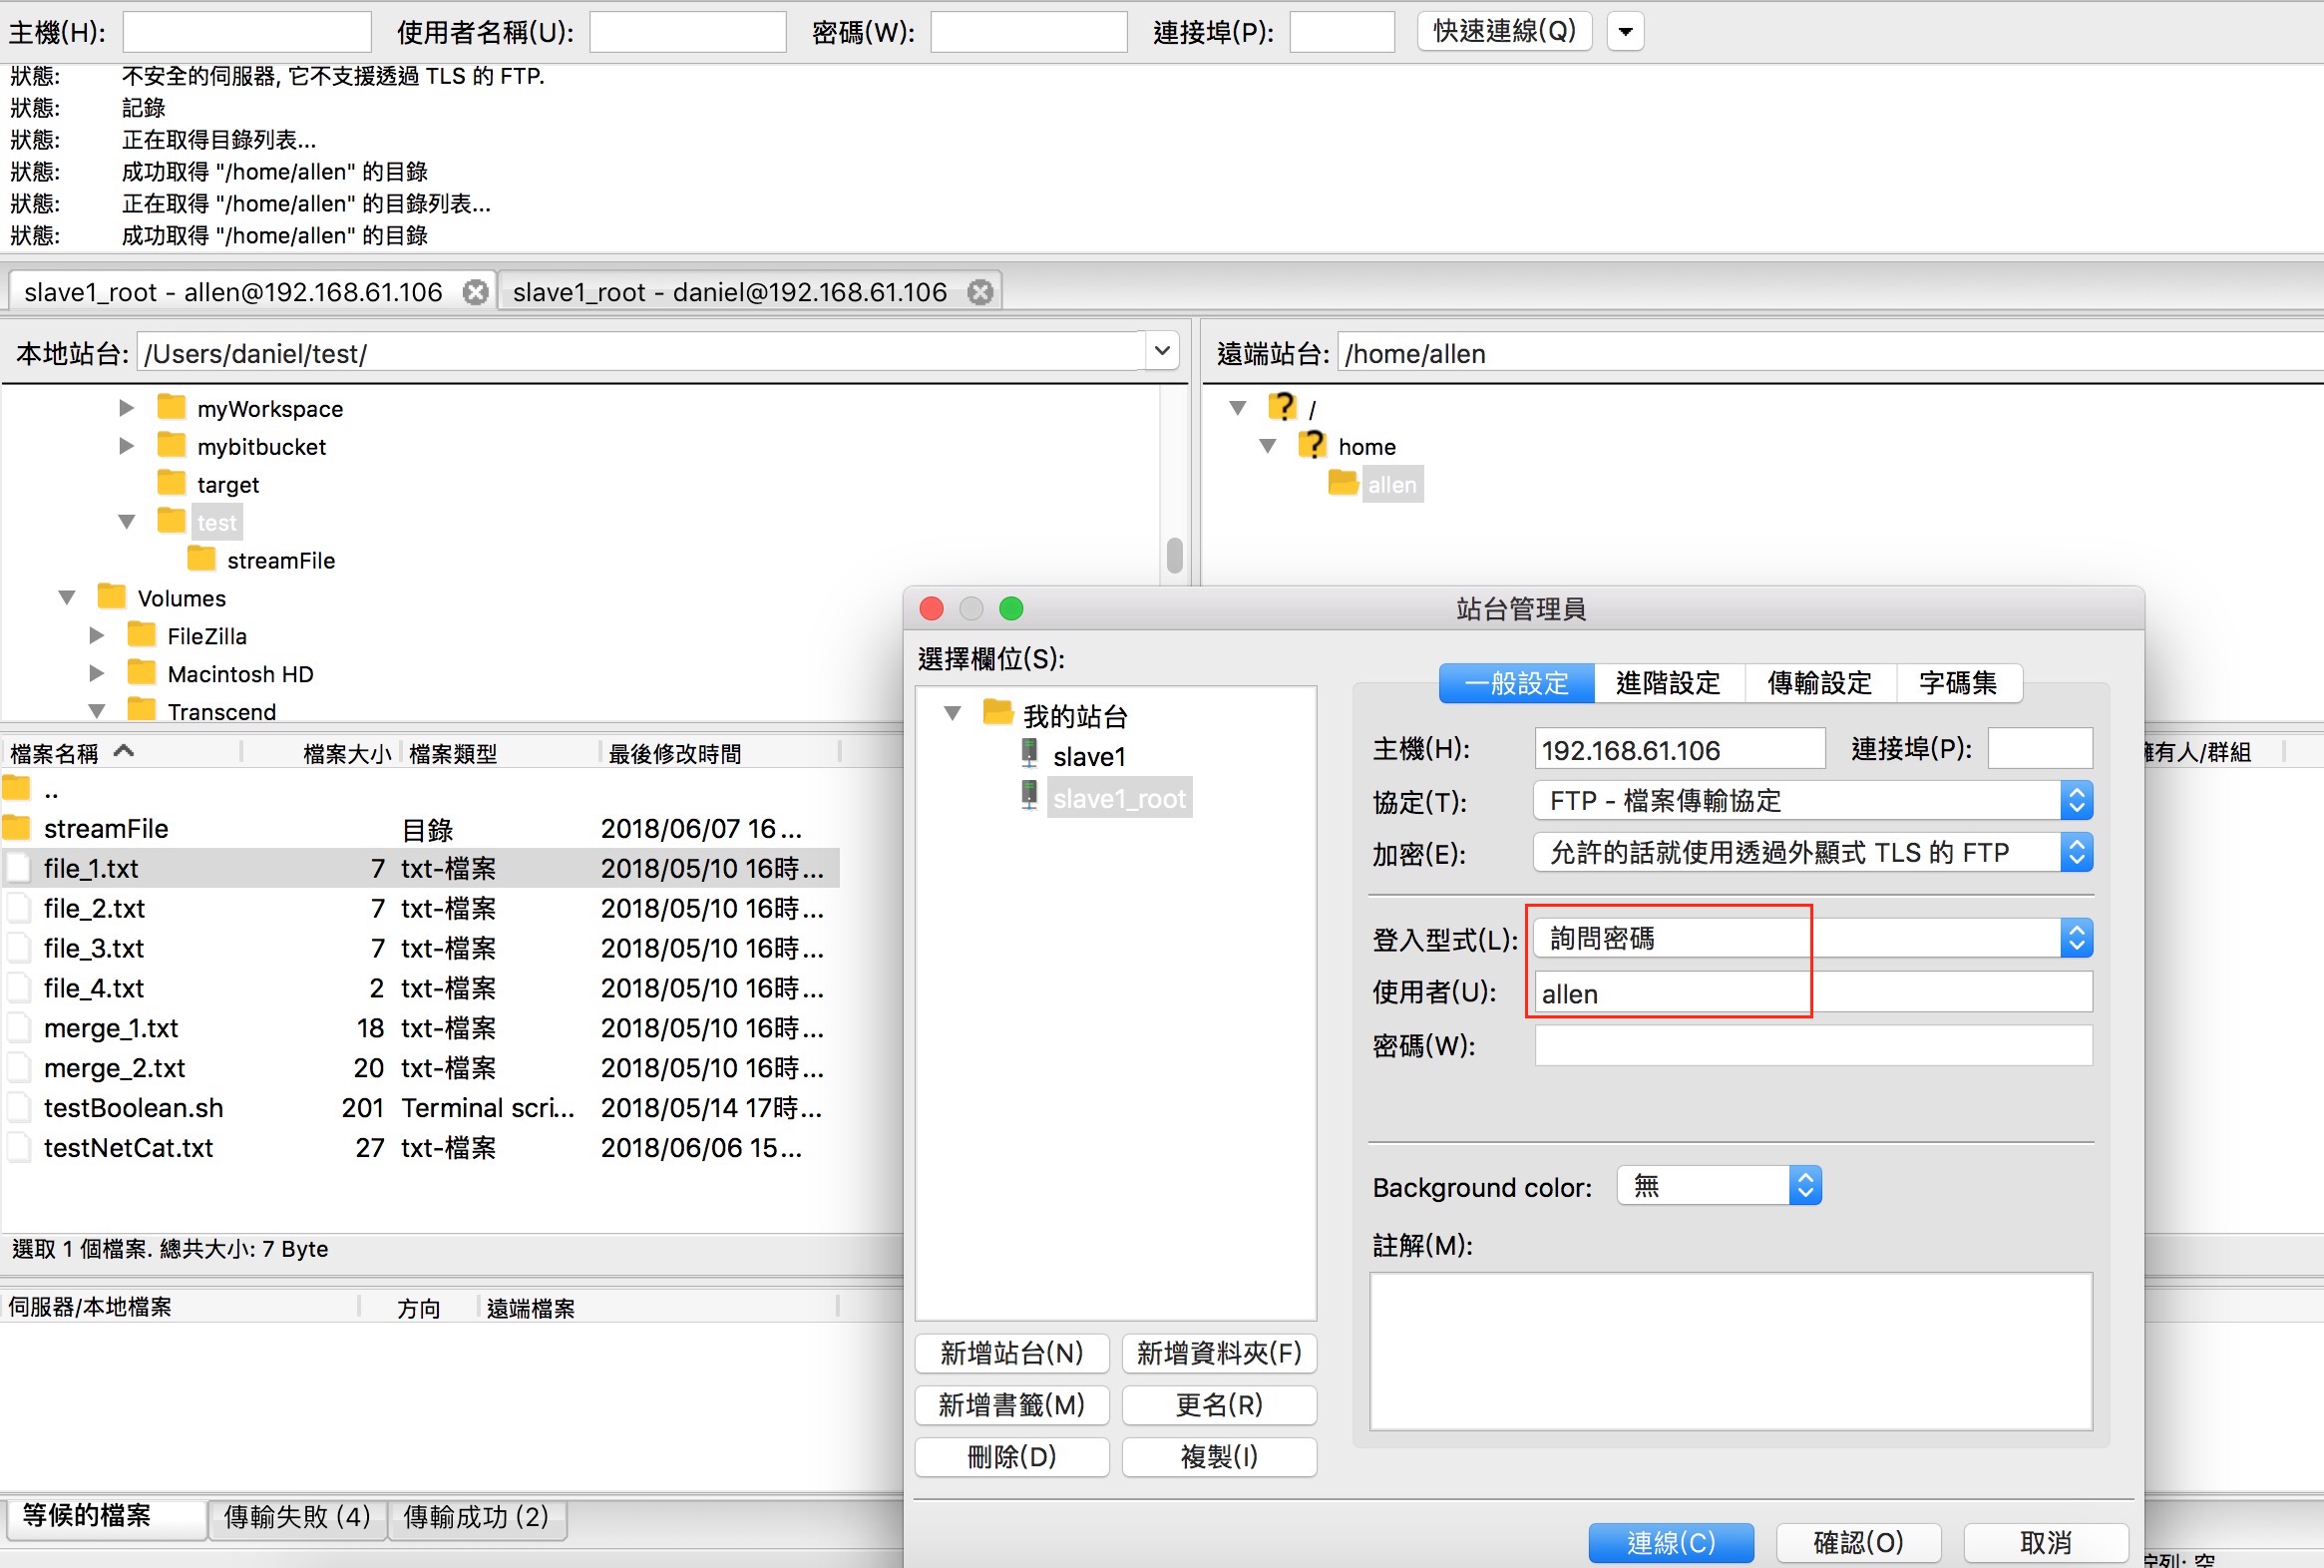 主機(H): 使用者名稱(U): 密碼(W): 連接埠(P): 快速連線(Q)
狀態: 不安全的伺服器, 它不支援透過 TLS 的 FTP.
狀態: 記錄
狀態: 正在取得目錄列表...
狀態: 成功取得 "/home/allen" 的目錄
狀態: 正在取得 "/home/allen" 的目錄列表...
狀態: 成功取得 "/home/allen" 的目錄
slave1_root - allen@192.168.61.106 slave1_root - daniel@192.168.61.106
本地站台: /Users/daniel/test/
myWorkspace
mybitbucket
target
test
streamFile
Volumes
FileZilla
Macintosh HD
Transcend
遠端站台: /home/allen
/
home
allen
檔案名稱 檔案大小 檔案類型 最後修改時間
..
streamFile 目錄 2018/06/07 16...
file_1.txt 7 txt-檔案 2018/05/10 16時...
file_2.txt 7 txt-檔案 2018/05/10 16時...
file_3.txt 7 txt-檔案 2018/05/10 16時...
file_4.txt 2 txt-檔案 2018/05/10 16時...
merge_1.txt 18 txt-檔案 2018/05/10 16時...
merge_2.txt 20 txt-檔案 2018/05/10 16時...
testBoolean.sh 201 Terminal scri... 2018/05/14 17時...
testNetCat.txt 27 txt-檔案 2018/06/06 15...
選取 1 個檔案. 總共大小: 7 Byte
伺服器/本地檔案 方向 遠端檔案
等候的檔案 傳輸失敗 (4) 傳輸成功 (2)
擁有人/群組
站台管理員
選擇欄位(S):
我的站台
slave1
slave1_root
新增站台(N) 新增資料夾(F)
新增書籤(M) 更名(R)
刪除(D) 複製(I)
一般設定 進階設定 傳輸設定 字碼集
主機(H): 192.168.61.106 連接埠(P):
協定(T): FTP - 檔案傳輸協定
加密(E): 允許的話就使用透過外顯式 TLS 的 FTP
登入型式(L): 詢問密碼
使用者(U): allen
密碼(W):
Background color: 無
註解(M):
連線(C) 確認(O) 取消